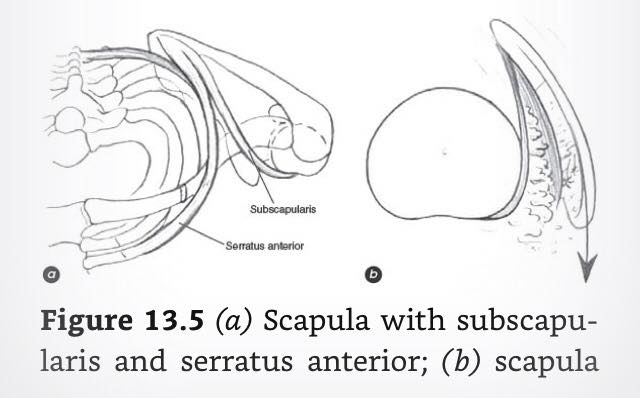 Subscapularis
Serratus anterior
a
b
Figure 13.5 (a) Scapula with subscapu-
laris and serratus anterior; (b) scapula